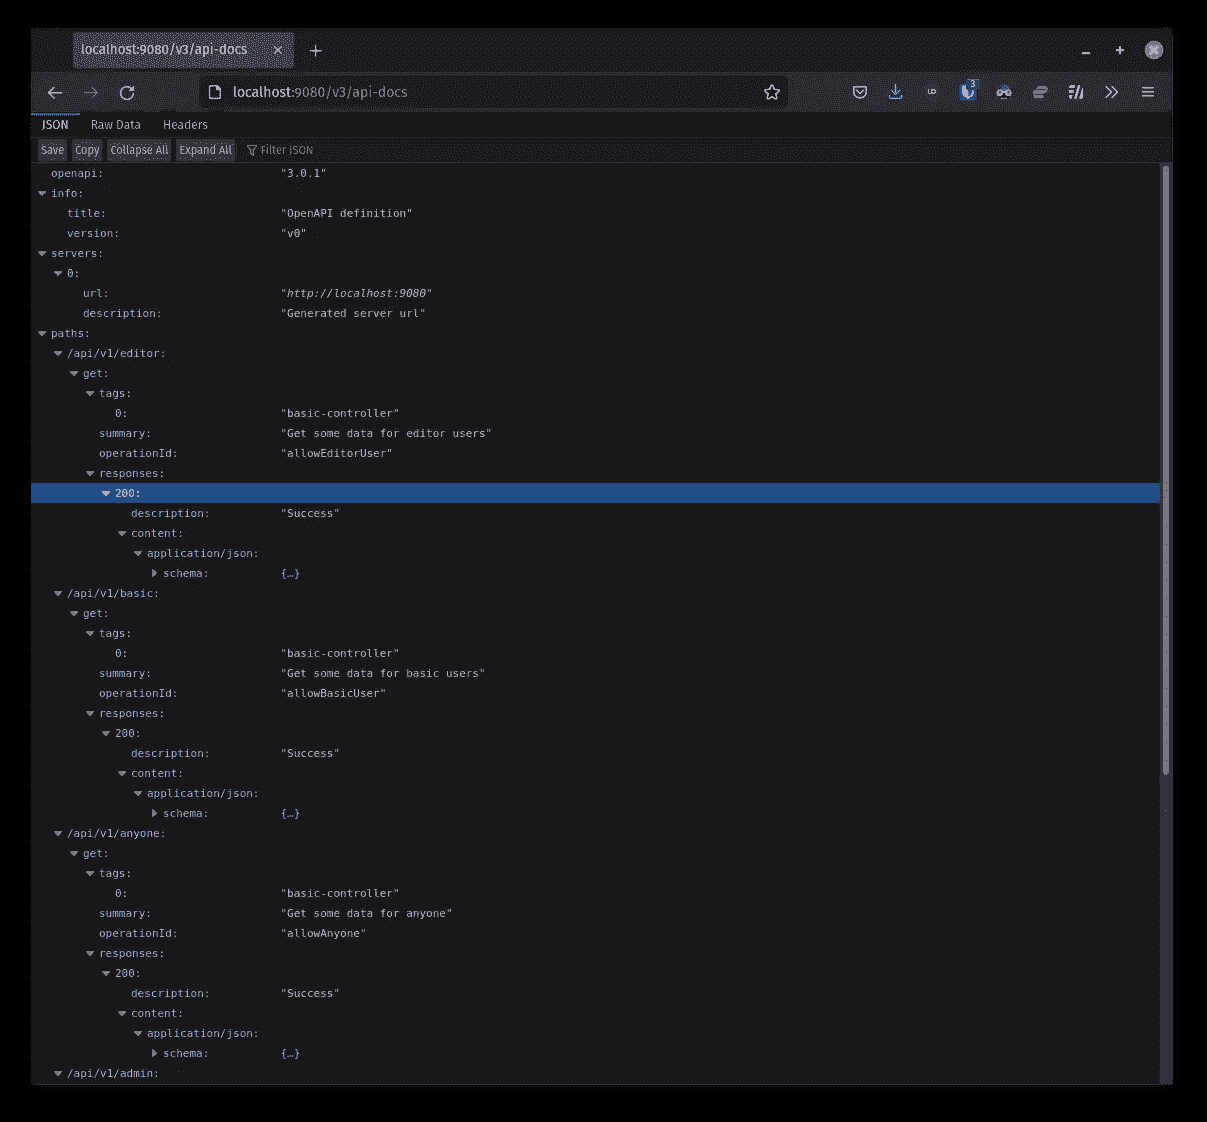 localhost:9080/v3/api-docs
localhost:9080/v3/api-docs
3
JSON Raw Data Headers
Save Copy Collapse All Expand All Filter JSON
openapi: "3.0.1"
info:
title: "OpenAPI definition"
version: "v0"
servers:
0:
url: "http://localhost:9080"
description: "Generated server url"
paths:
/api/v1/editor:
get:
tags:
0: "basic-controller"
summary: "Get some data for editor users"
operationId: "allowEditorUser"
responses:
200:
description: "Success"
content:
application/json:
schema: {…}
/api/v1/basic:
get:
tags:
0: "basic-controller"
summary: "Get some data for basic users"
operationId: "allowBasicUser"
responses:
200:
description: "Success"
content:
application/json:
schema: {…}
/api/v1/anyone:
get:
tags:
0: "basic-controller"
summary: "Get some data for anyone"
operationId: "allowAnyone"
responses:
200:
description: "Success"
content:
application/json:
schema: {…}
/api/v1/admin: